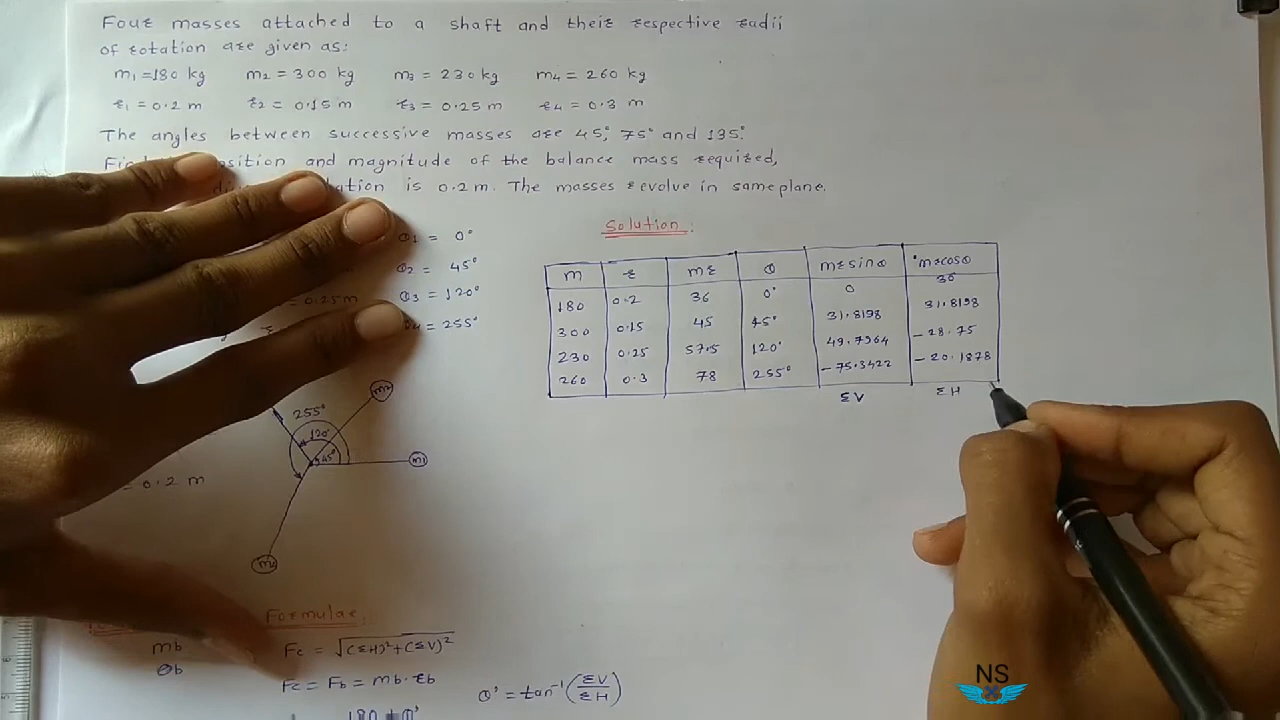 Four masses attached to a shaft and their respective radii
of rotation are given as:
m1 = 180 kg m2 = 300 kg m3 = 230 kg m4 = 260 kg
r1 = 0.2 m r2 = 0.15 m r3 = 0.25 m r4 = 0.3 m
The angles between successive masses are 45°, 75° and 135°.
and magnitude of the balance mass required,
is 0.2 m. The masses revolve in same plane.
Solution:
θ1 = 0°
θ2 = 45°
= 0.25 m θ3 = 120°
= 255°
m r mr θ mr sinθ mr cosθ
180 0.2 36 0° 0 36
300 0.15 45 45° 31.8198 31.8198
230 0.25 57.5 120° 49.7964 -28.75
260 0.3 78 255° -75.3422 -20.1878
ΣV ΣH
m2
255°
120°
45°
m1
= 0.2 m
Formulae:
mb
θb
Fc = √(ΣH)²+(ΣV)²
Fc = Fb = mb. rb
θ' = tan⁻¹(ΣV/ΣH)
180 + θ'
NS